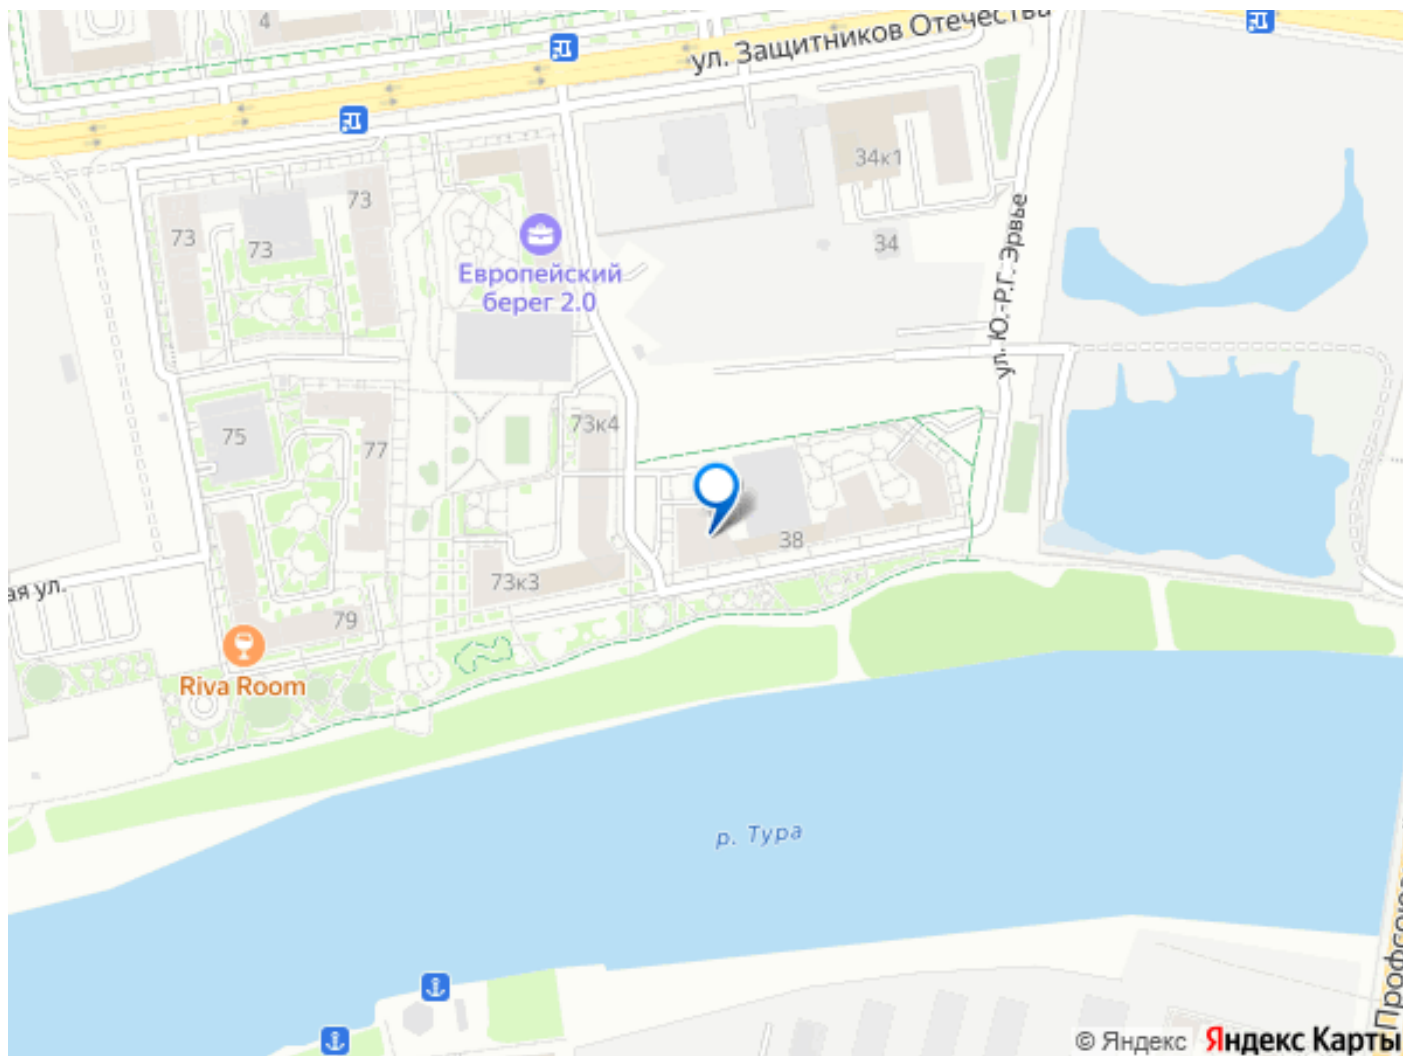 4
ул. Защитников Отечества
34к1
73
73
73
34
Европейский
берег 2.0
ул. Ю.-Р.Г. Эрвье
73к4
75
77
38
73к3
ая ул.
79
Riva Room
р. Тура
Профсоюз
© Яндекс
Яндекс Карты